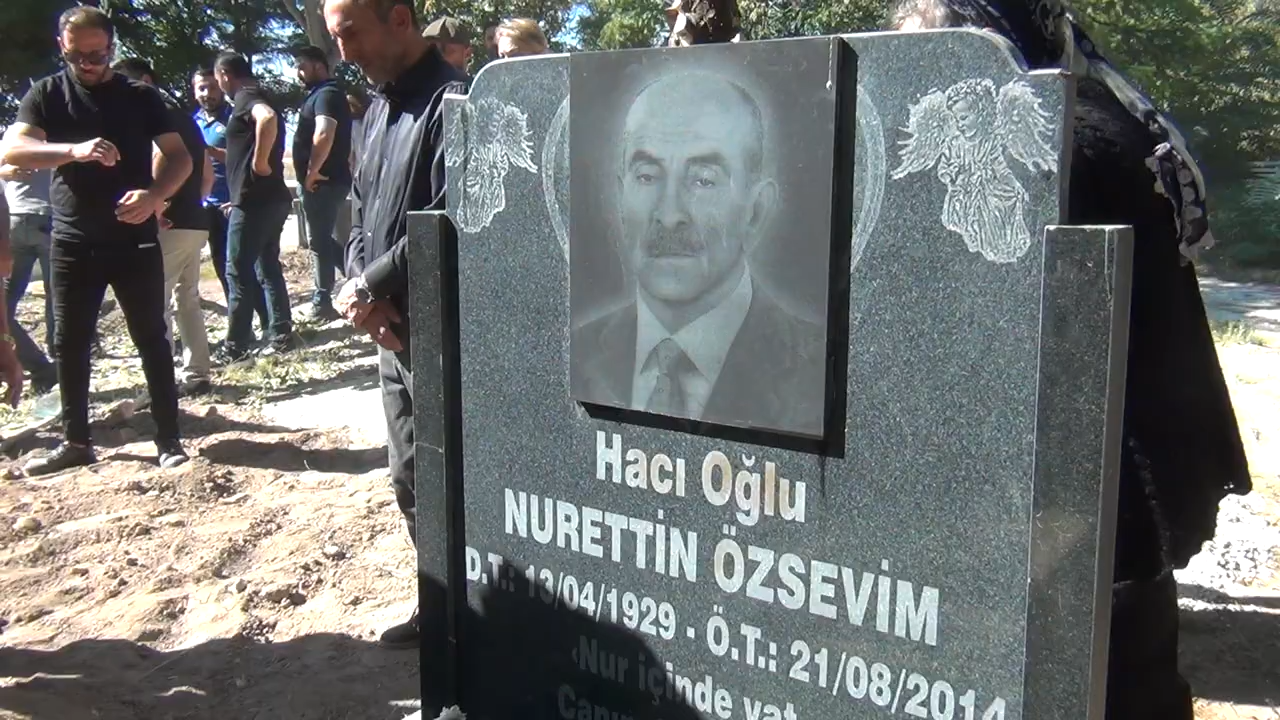 Hacı Oğlu
NURETTİN ÖZSEVİM
D.T.: 13/04/1929 - Ö.T.: 21/08/2014
Nur içinde yat